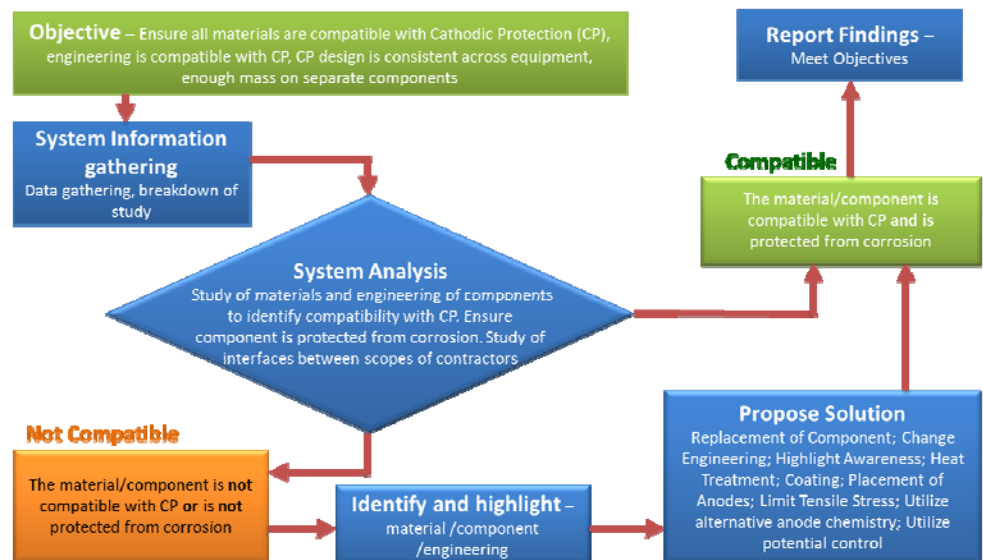 Objective – Ensure all materials are compatible with Cathodic Protection (CP),
engineering is compatible with CP, CP design is consistent across equipment,
enough mass on separate components
Report Findings –
Meet Objectives
System Information
gathering
Data gathering, breakdown of
study
Compatible
The material/component is
compatible with CP and is
protected from corrosion
System Analysis
Study of materials and engineering of components
to identify compatibility with CP. Ensure
component is protected from corrosion. Study of
interfaces between scopes of contractors
Not Compatible
The material/component is not
compatible with CP or is not
protected from corrosion
Identify and highlight –
material /component
/engineering
Propose Solution
Replacement of Component; Change
Engineering; Highlight Awareness; Heat
Treatment; Coating; Placement of
Anodes; Limit Tensile Stress; Utilize
alternative anode chemistry; Utilize
potential control